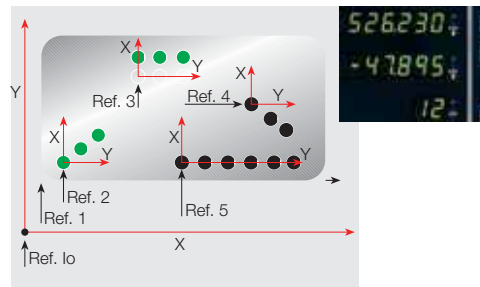 526.230
-47.895
12
X
Y
Ref. 3
X
Ref. 4
Y
Y
X
Y
X
Y
Ref. 2
Ref. 1
Ref. 5
X
Ref. Io